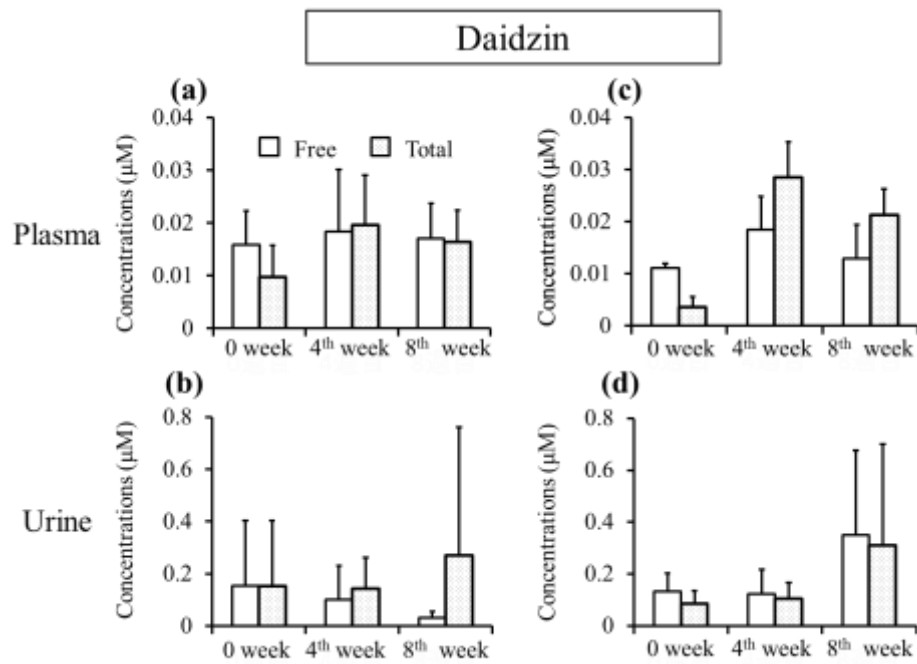 Daidzin
(a)
(c)
Plasma
Concentrations (µM)
0.04
0.03
0.02
0.01
0
Free
Total
0 week
4th week
8th week
Concentrations (µM)
0.04
0.03
0.02
0.01
0
0 week
4th week
8th week
(b)
(d)
Urine
Concentrations (µM)
0.8
0.6
0.4
0.2
0
0 week
4th week
8th week
Concentrations (µM)
0.8
0.6
0.4
0.2
0
0 week
4th week
8th week